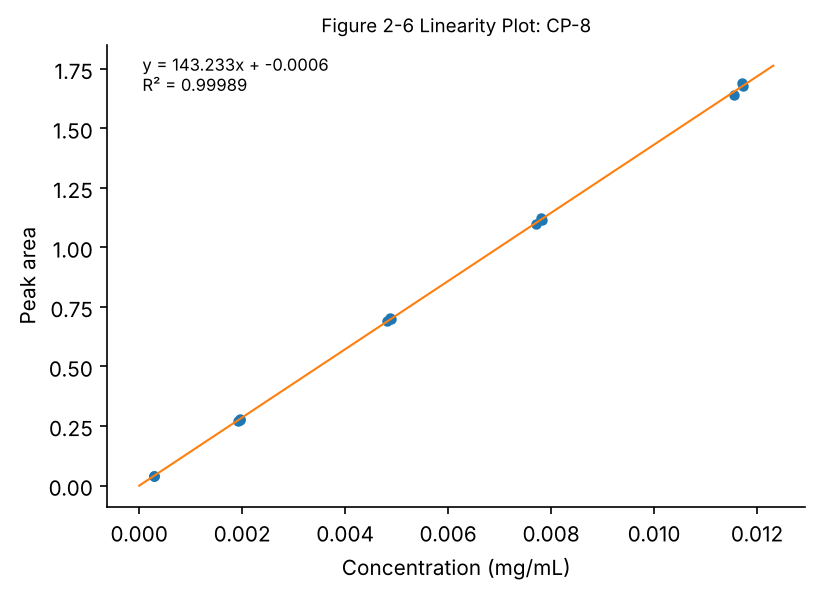 Figure 2-6 Linearity Plot: CP-8
y = 143.233x + -0.0006
R² = 0.99989
1.75
1.50
1.25
1.00
0.75
0.50
0.25
0.00
Peak area
0.000 0.002 0.004 0.006 0.008 0.010 0.012
Concentration (mg/mL)